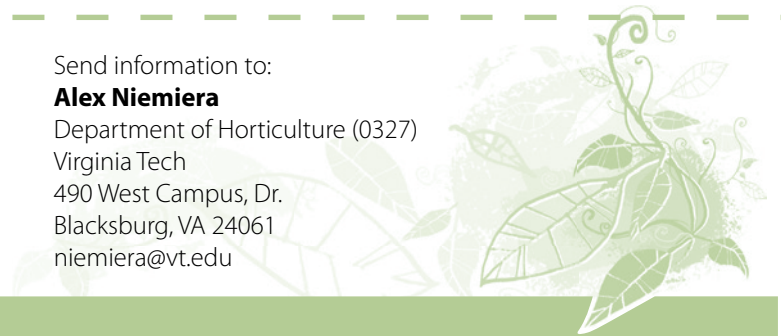 Send information to:
Alex Niemiera
Department of Horticulture (0327)
Virginia Tech
490 West Campus, Dr.
Blacksburg, VA 24061
niemiera@vt.edu